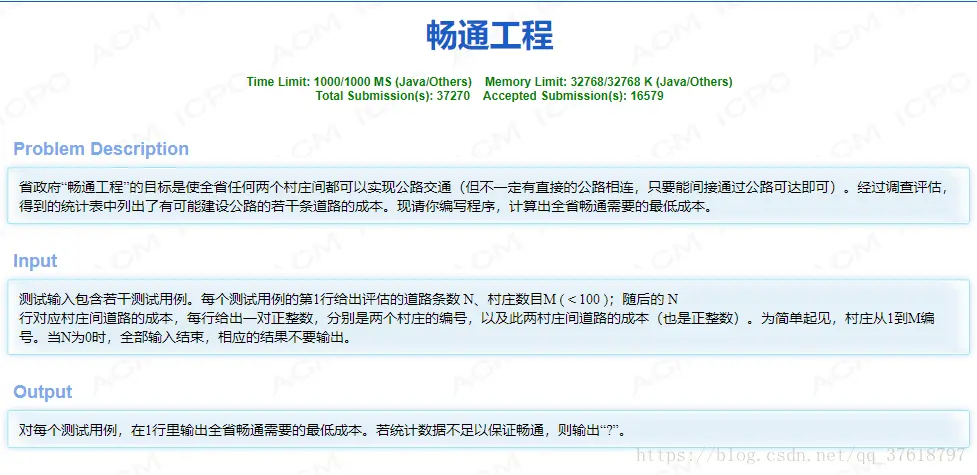 畅通工程
Time Limit: 1000/1000 MS (Java/Others) Memory Limit: 32768/32768 K (Java/Others)
Total Submission(s): 37270 Accepted Submission(s): 16579
Problem Description
省政府“畅通工程”的目标是使全省任何两个村庄间都可以实现公路交通（但不一定有直接的公路相连，只要能间接通过公路可达即可）。经过调查评估，
得到的统计表中列出了有可能建设公路的若干条道路的成本。现请你编写程序，计算出全省畅通需要的最低成本。
Input
测试输入包含若干测试用例。每个测试用例的第1行给出评估的道路条数 N、村庄数目M ( < 100 )；随后的 N
行对应村庄间道路的成本，每行给出一对正整数，分别是两个村庄的编号，以及此两村庄间道路的成本（也是正整数）。为简单起见，村庄从1到M编
号。当N为0时，全部输入结束，相应的结果不要输出。
Output
对每个测试用例，在1行里输出全省畅通需要的最低成本。若统计数据不足以保证畅通，则输出“?”。
https://blog.csdn.net/qq_37618797